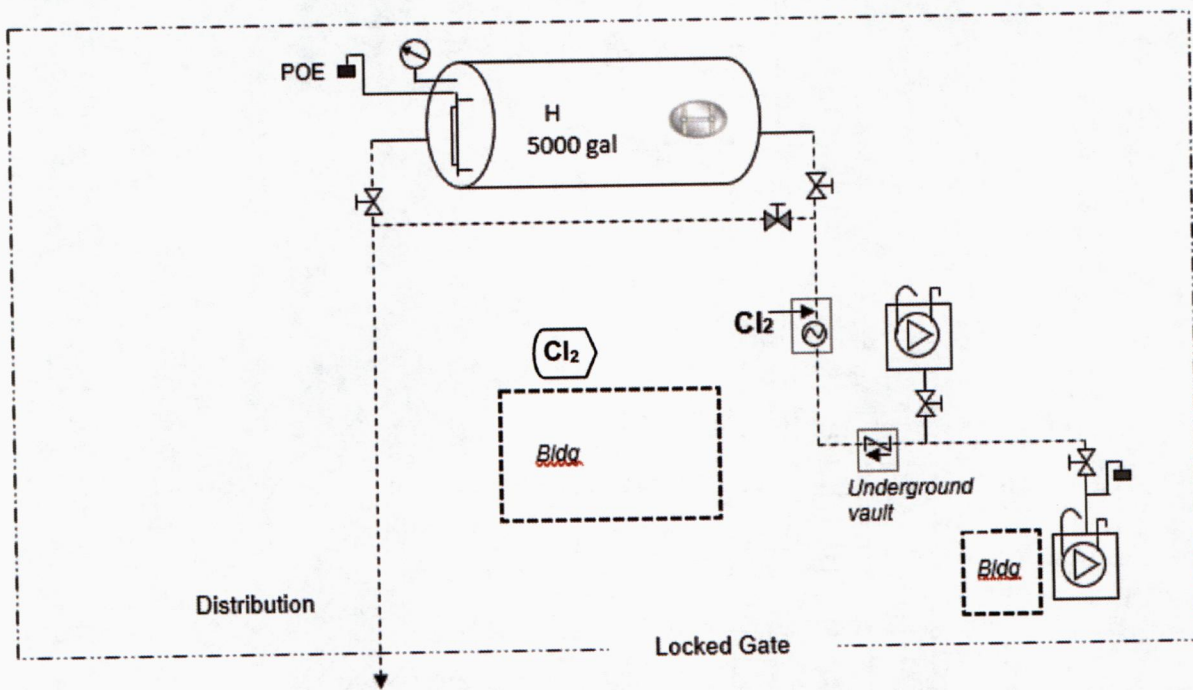 POE
H
5000 gal
Cl₂
Cl₂
Bldg
Underground
vault
Bldg
Distribution
Locked Gate